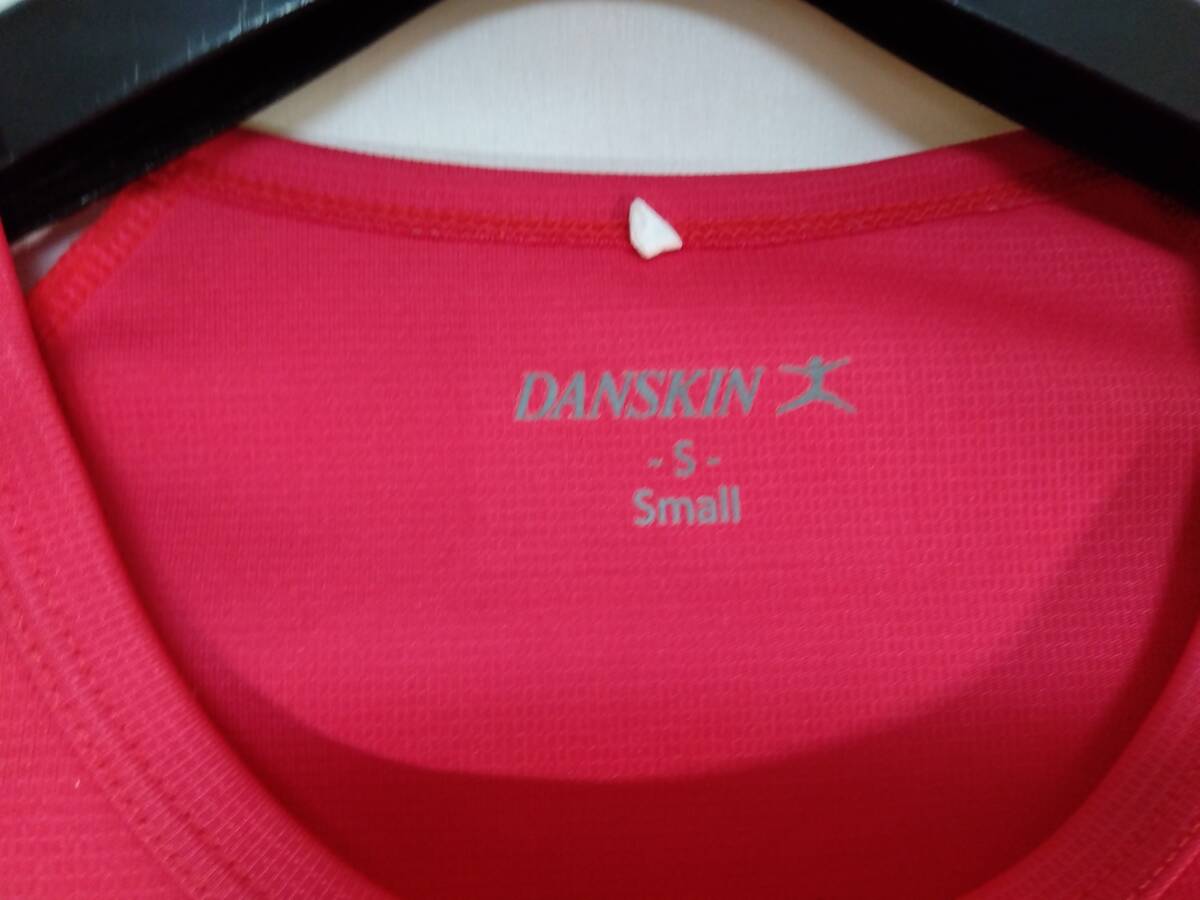 DANSKIN
- S -
Small